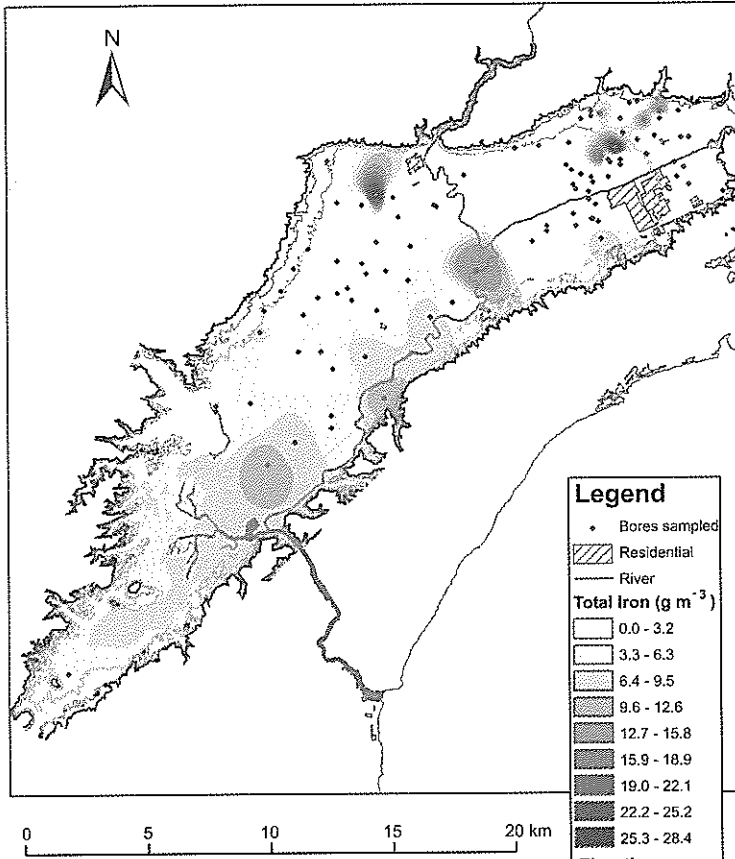 N
Legend
Bores sampled
Residential
River
Total Iron (g m⁻³)
0.0 - 3.2
3.3 - 6.3
6.4 - 9.5
9.6 - 12.6
12.7 - 15.8
15.9 - 18.9
19.0 - 22.1
22.2 - 25.2
25.3 - 28.4
0 5 10 15 20 km